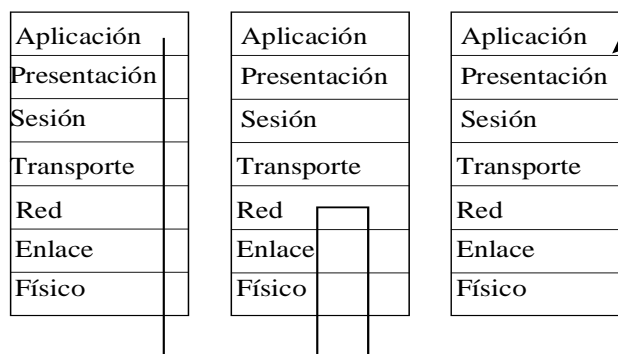 Aplicación
Presentación
Sesión
Transporte
Red
Enlace
Físico
Aplicación
Presentación
Sesión
Transporte
Red
Enlace
Físico
Aplicación
Presentación
Sesión
Transporte
Red
Enlace
Físico